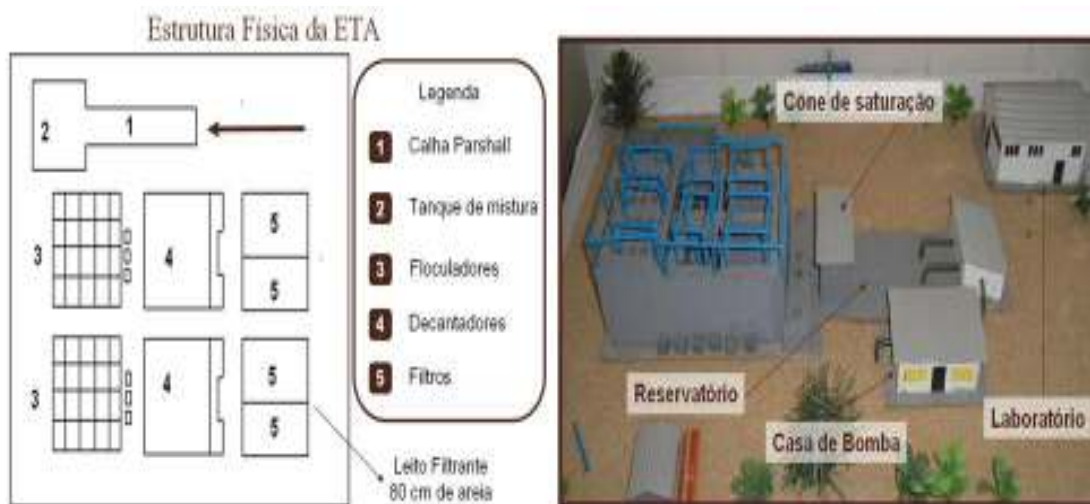 Estrutura Física da ETA
1
2
3
4
5
5
3
4
5
5
Leito Filtrante
80 cm de areia
Legenda
1 Calha Parshall
2 Tanque de mistura
3 Floculadores
4 Decantadores
5 Filtros
Cone de saturação
Reservatório
Casa de Bomba
Laboratório